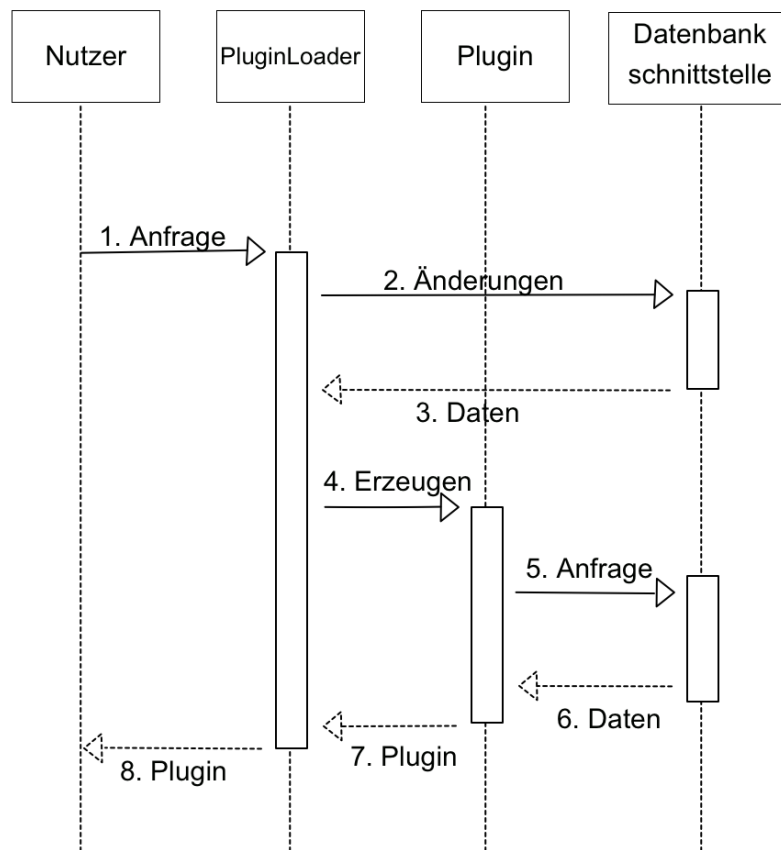 Nutzer
PluginLoader
Plugin
Datenbank
schnittstelle
1. Anfrage
2. Änderungen
3. Daten
4. Erzeugen
5. Anfrage
6. Daten
7. Plugin
8. Plugin